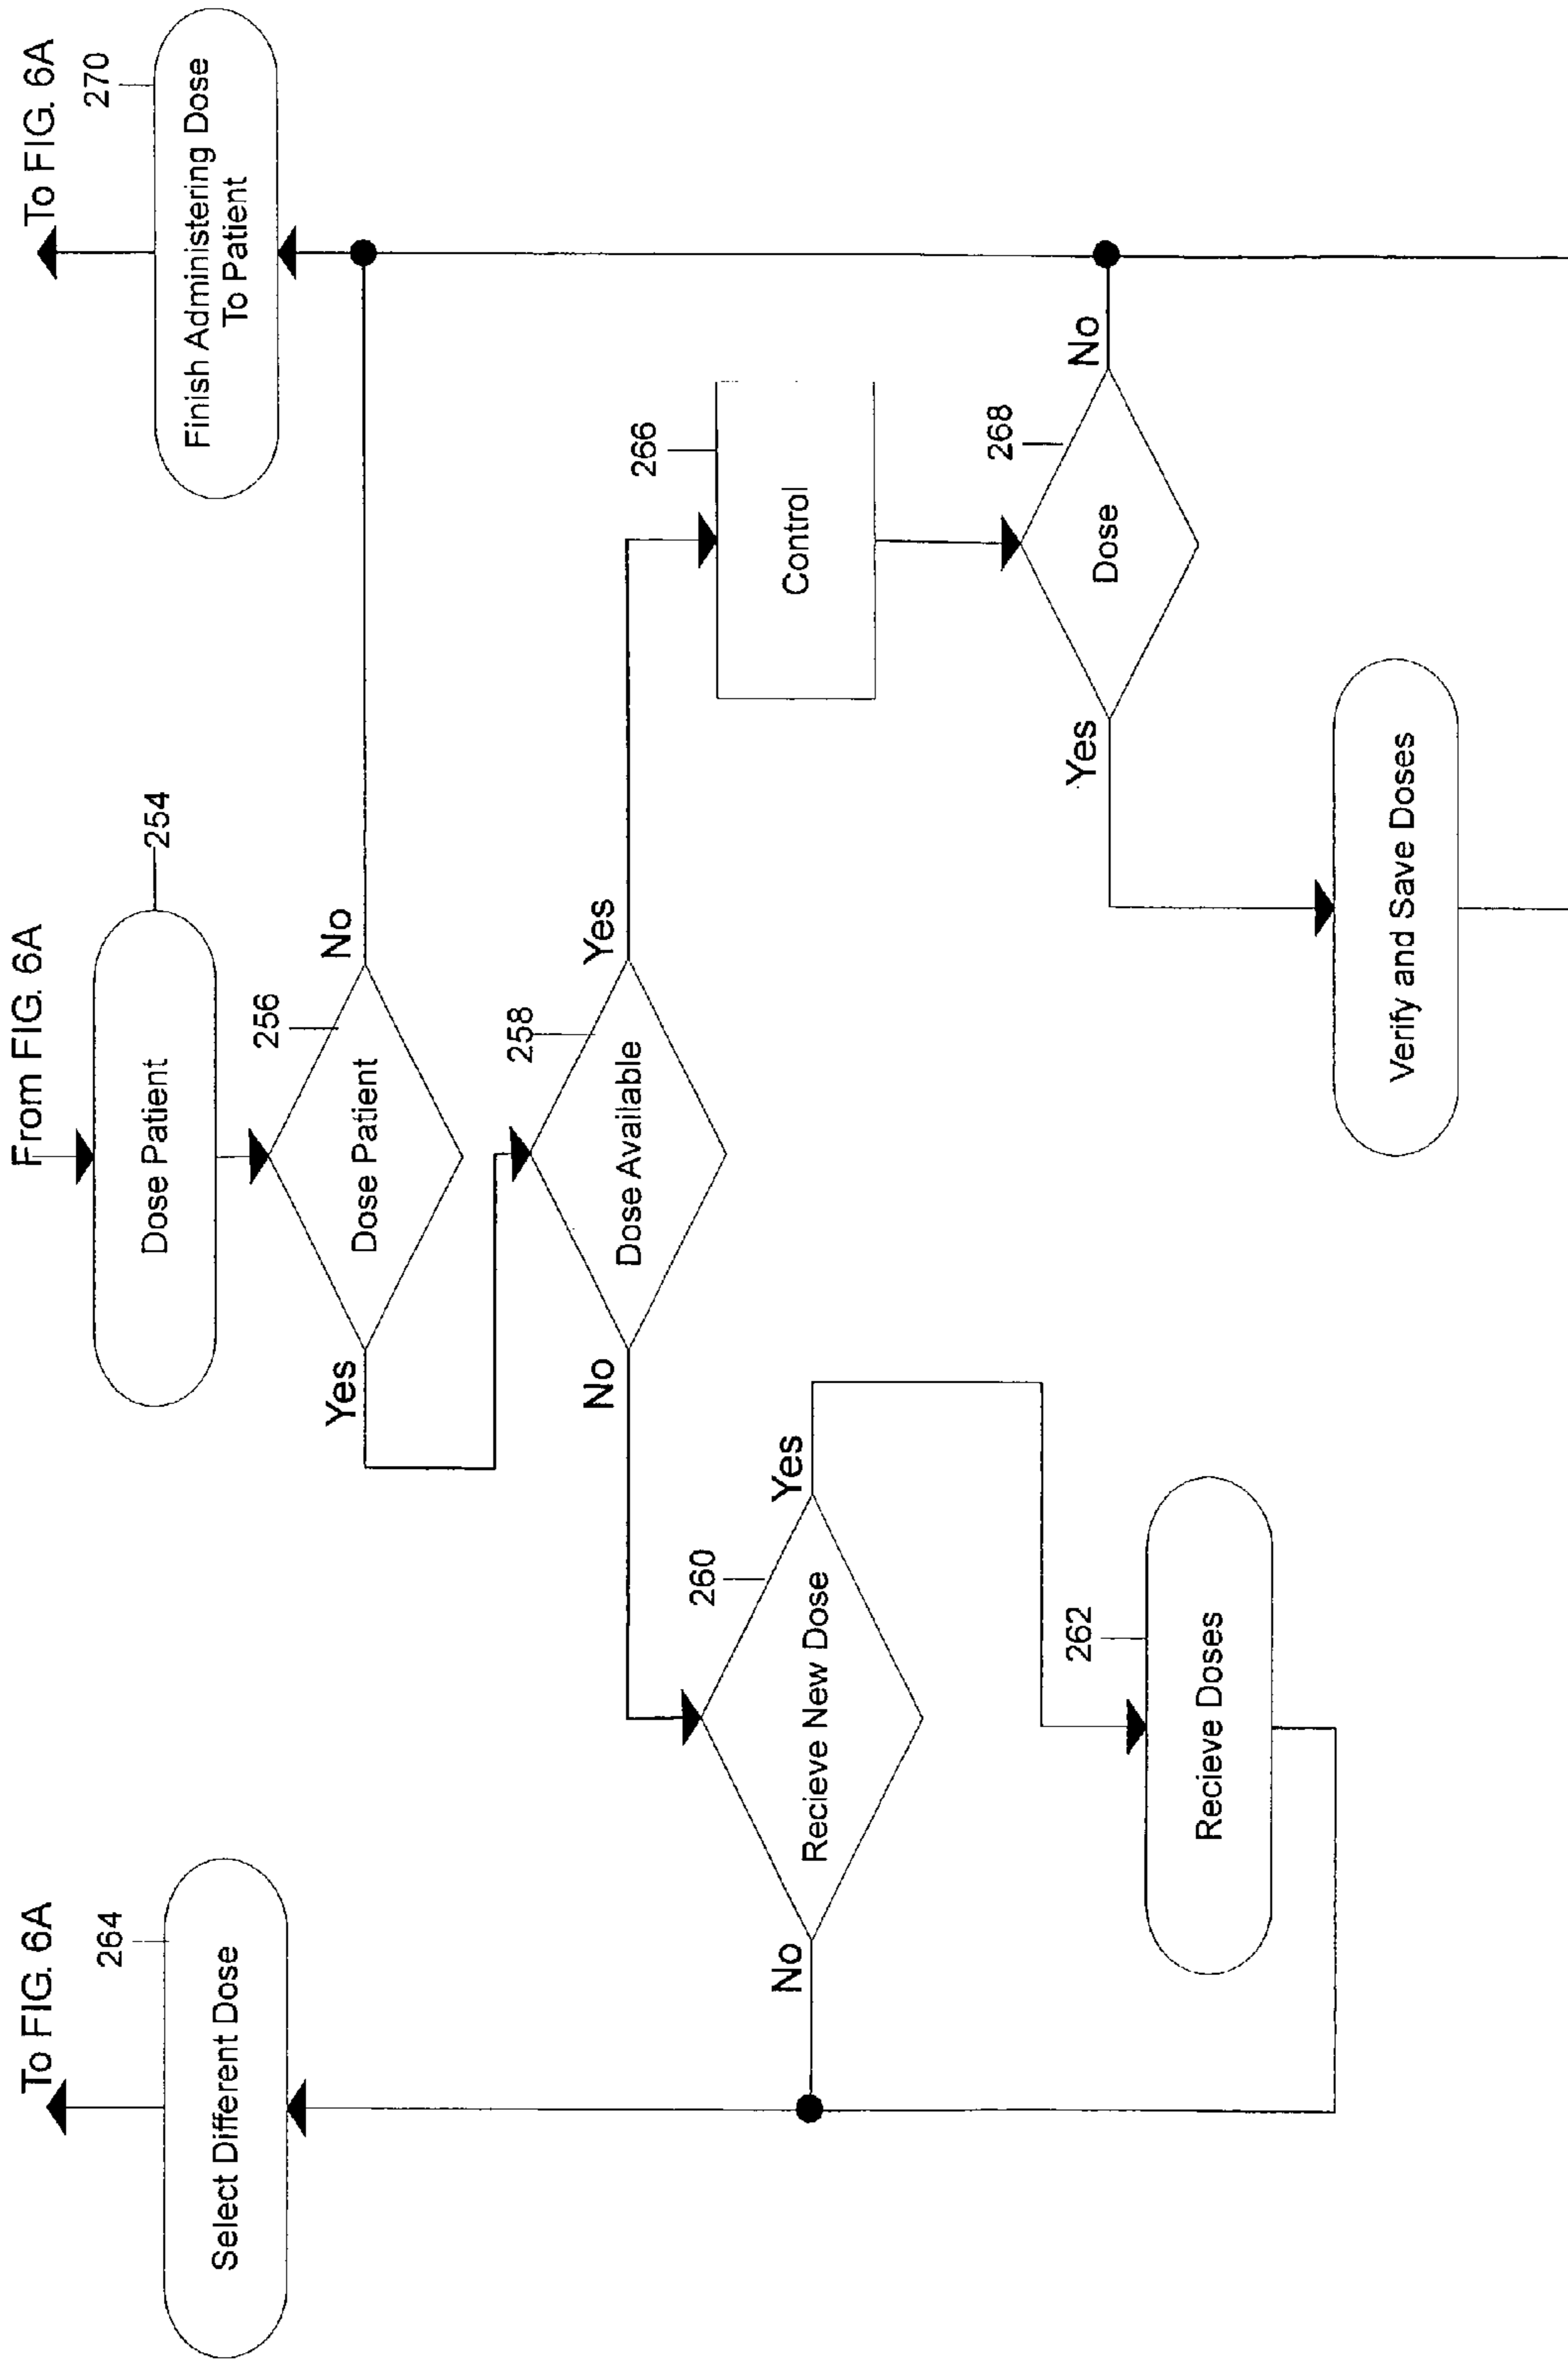 To FIG. 6A
From FIG. 6A
To FIG. 6A
264
Select Different Dose
254
Dose Patient
270
Finish Administering Dose
To Patient
256
Dose Patient
Yes
No
258
Dose Available
No
Yes
260
Recieve New Dose
No
Yes
266
Control
262
Recieve Doses
268
Dose
Yes
No
Verify and Save Doses